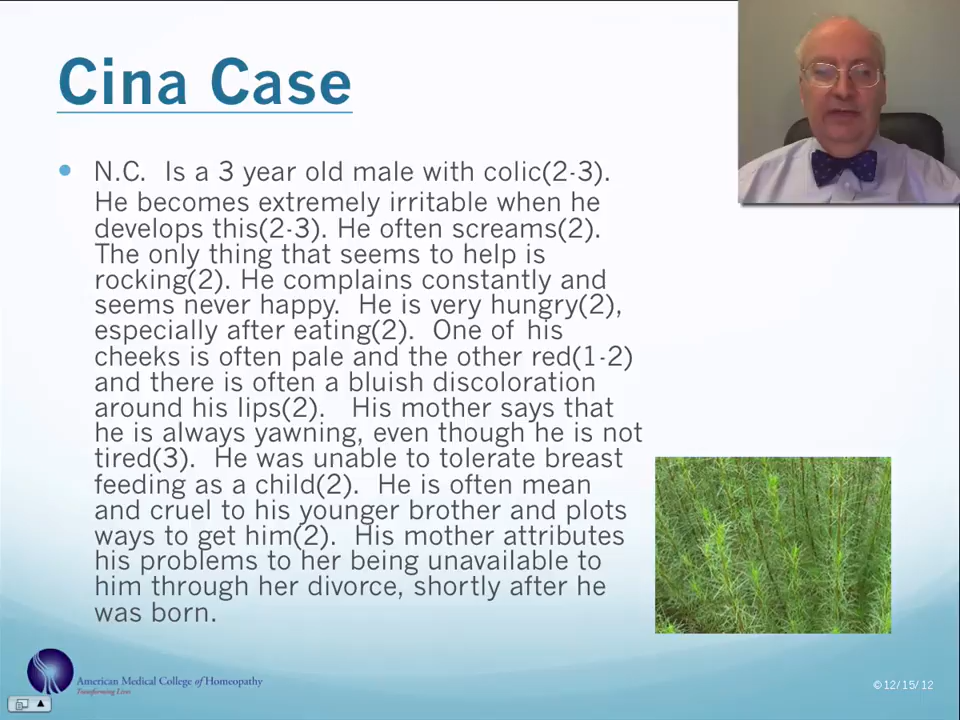 Cina Case
N.C. Is a 3 year old male with colic(2-3).
He becomes extremely irritable when he
develops this(2-3). He often screams(2).
The only thing that seems to help is
rocking(2). He complains constantly and
seems never happy. He is very hungry(2),
especially after eating(2). One of his
cheeks is often pale and the other red(1-2)
and there is often a bluish discoloration
around his lips(2). His mother says that
he is always yawning, even though he is not
tired(3). He was unable to tolerate breast
feeding as a child(2). He is often mean
and cruel to his younger brother and plots
ways to get him(2). His mother attributes
his problems to her being unavailable to
him through her divorce, shortly after he
was born.
American Medical College of Homeopathy
Transforming Lives
©12/15/12